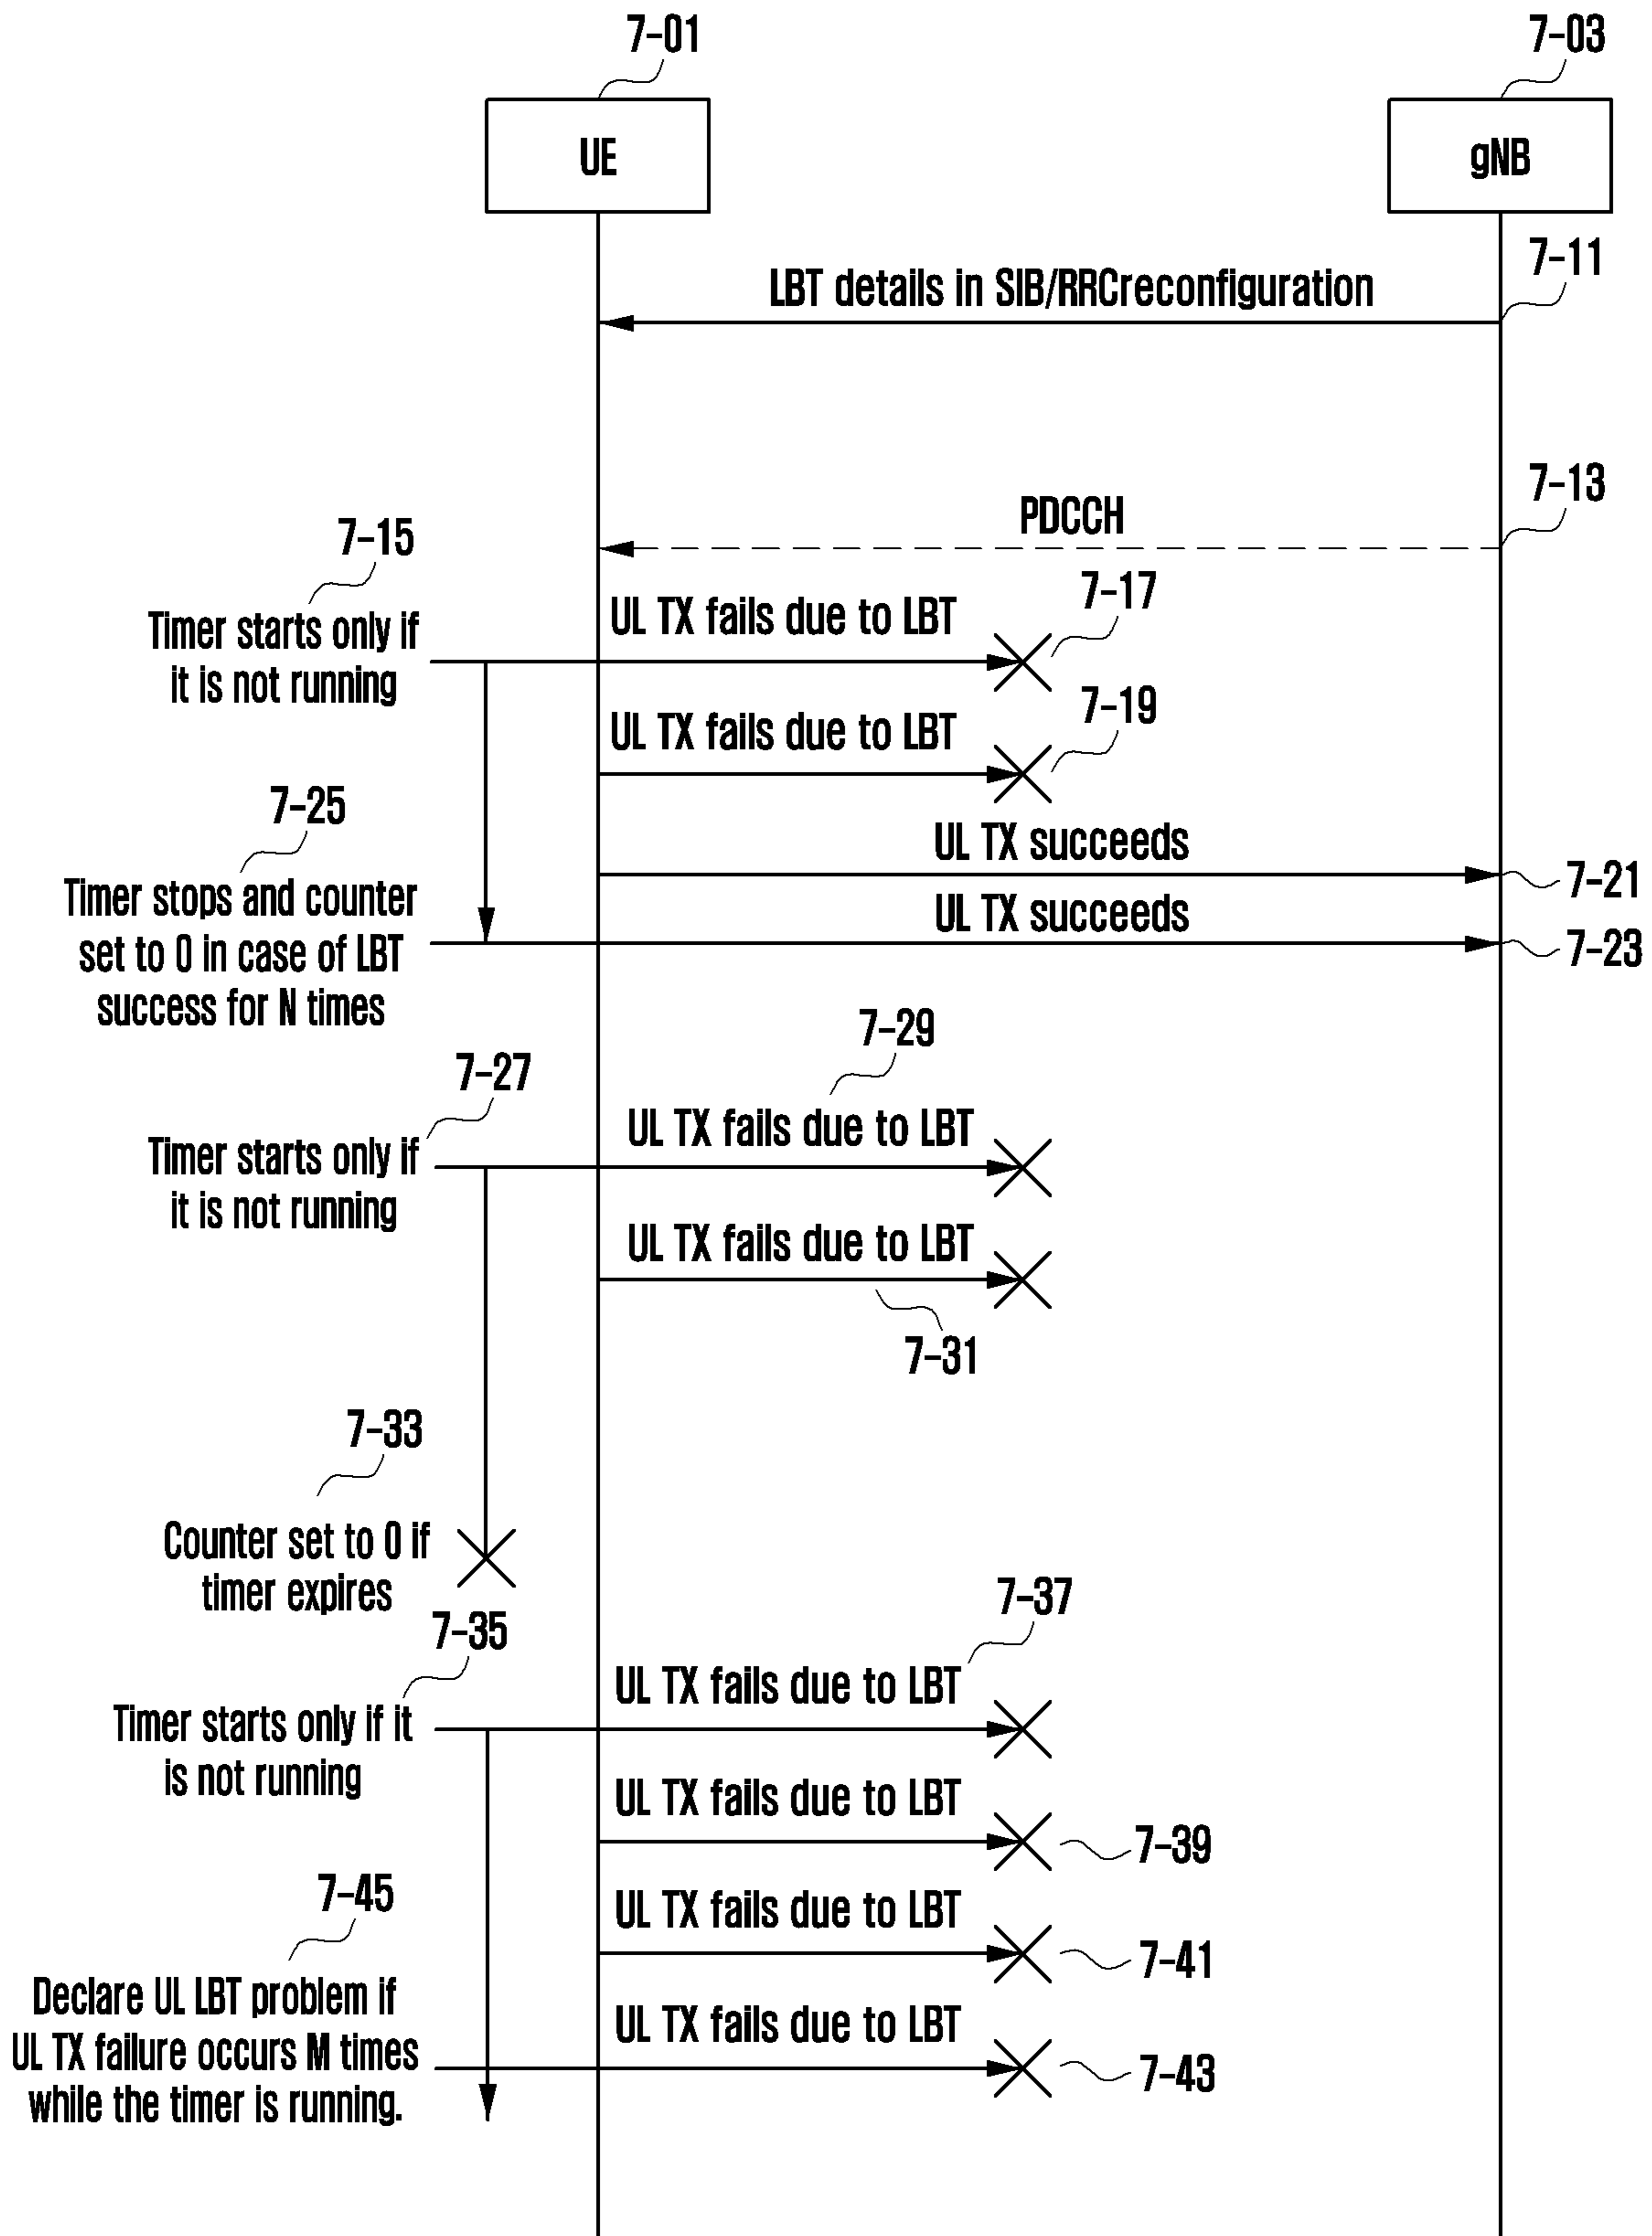 7-01
7-03
UE
gNB
7-11
LBT details in SIB/RRCreconfiguration
7-13
PDCCH
7-15
Timer starts only if
it is not running
UL TX fails due to LBT
7-17
UL TX fails due to LBT
7-19
7-25
Timer stops and counter
set to 0 in case of LBT
success for N times
UL TX succeeds
7-21
UL TX succeeds
7-23
7-29
7-27
Timer starts only if
it is not running
UL TX fails due to LBT
UL TX fails due to LBT
7-31
7-33
Counter set to 0 if
timer expires
7-35
7-37
Timer starts only if it
is not running
UL TX fails due to LBT
UL TX fails due to LBT
7-39
7-45
UL TX fails due to LBT
7-41
Declare UL LBT problem if
UL TX failure occurs M times
while the timer is running.
UL TX fails due to LBT
7-43